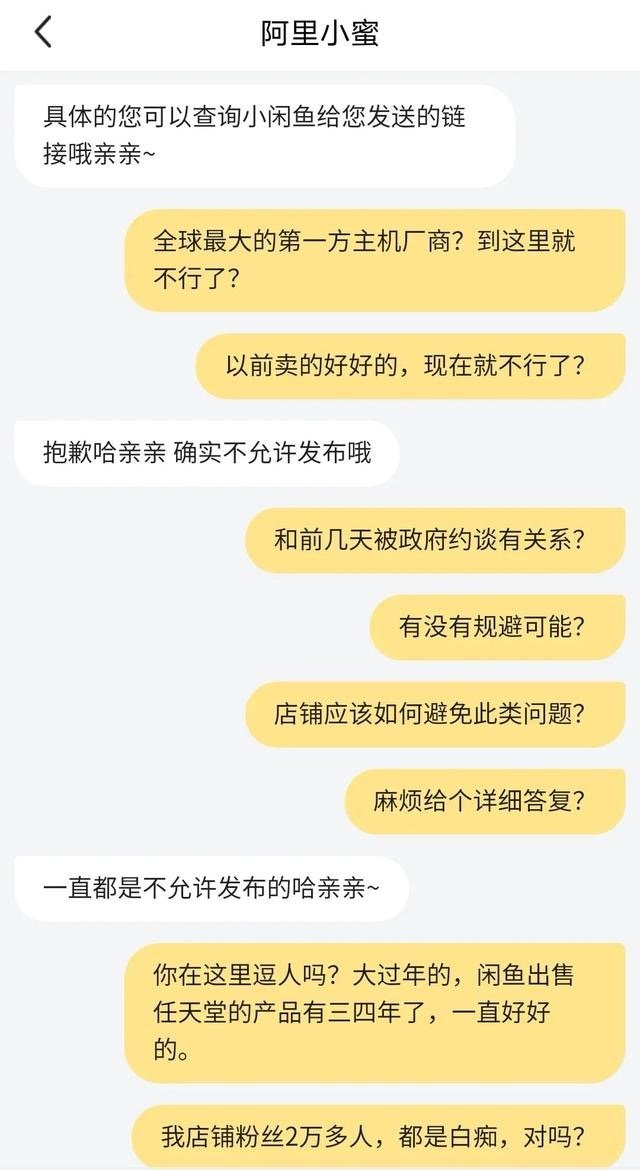 阿里小蜜
具体的您可以查询小闲鱼给您发送的链
接哦亲亲~
全球最大的第一方主机厂商？到这里就
不行了？
以前卖的好好的，现在就不行了？
抱歉哈亲亲 确实不允许发布哦
和前几天被政府约谈有关系？
有没有规避可能？
店铺应该如何避免此类问题？
麻烦给个详细答复？
一直都是不允许发布的哈亲亲~
你在这里逗人吗？大过年的，闲鱼出售
任天堂的产品有三四年了，一直好好
的。
我店铺粉丝2万多人，都是白痴，对吗？